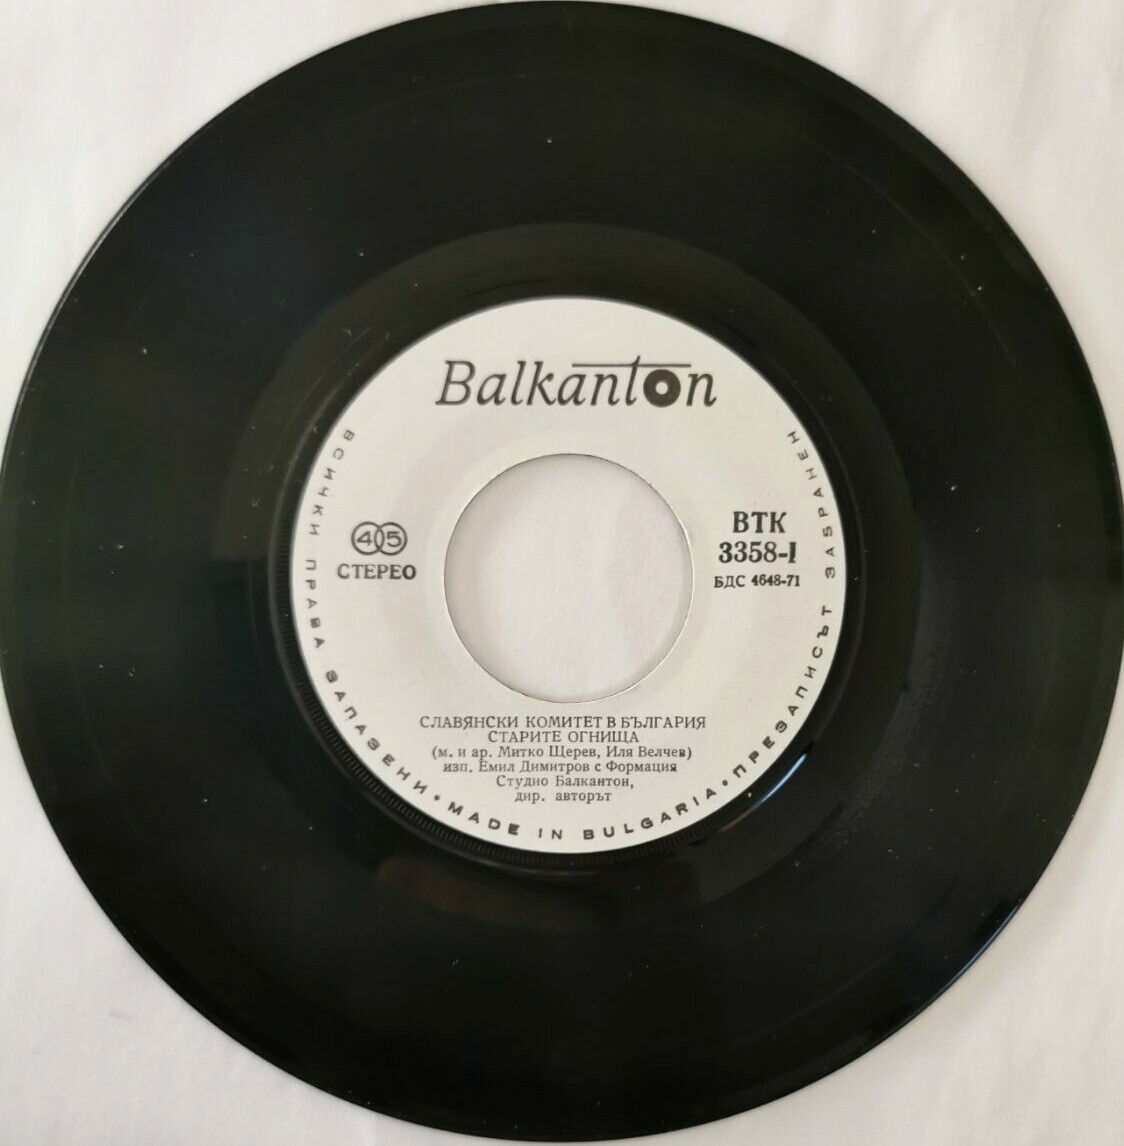 Balkanton
45
СТЕРЕО
ВТК
3358-I
БДС 4648-71
СЛАВЯНСКИ КОМИТЕТ В БЪЛГАРИЯ
СТАРИТЕ ОГНИЩА
(м. и ар. Митко Щерев, Иля Велчев)
изп. Емил Димитров с Формация
Студио Балкантон,
дир. авторът
ВСИЧКИ ПРАВА ЗАПАЗЕНИ • MADE IN BULGARIA • ПРЕЗАПИСЪТ ЗАБРАНЕН